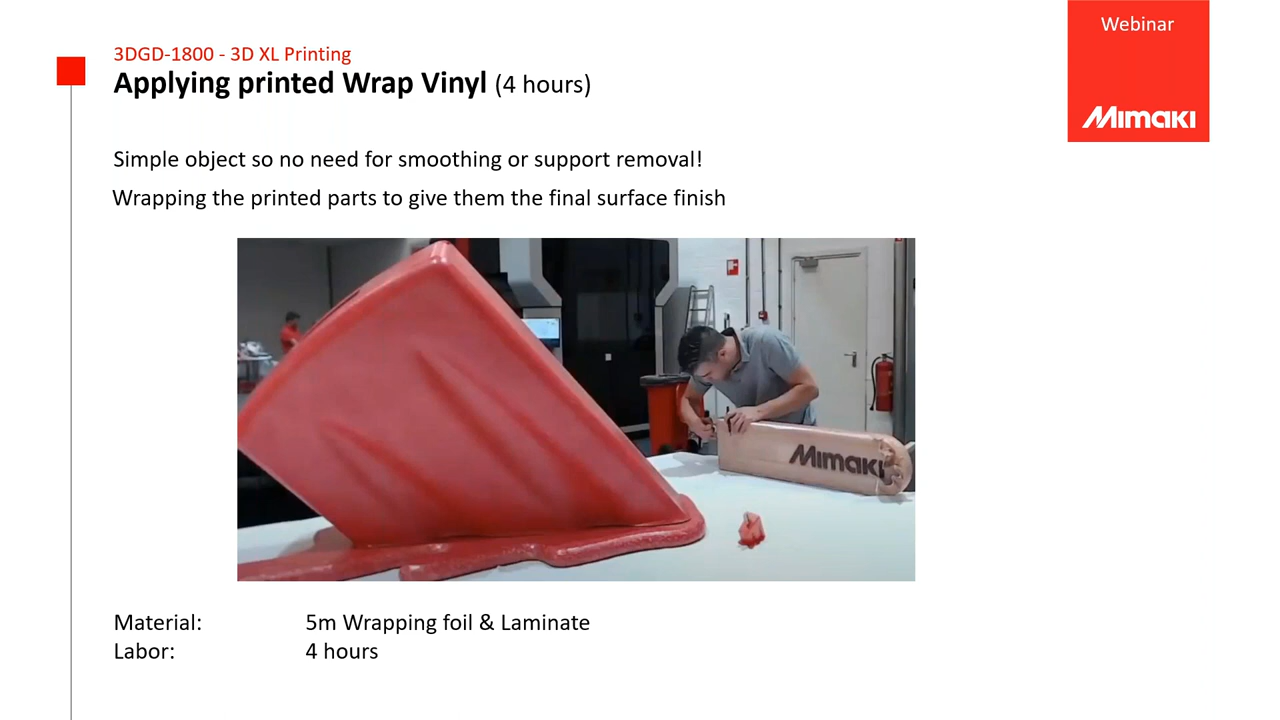 Webinar
Mimaki
3DGD-1800 - 3D XL Printing
Applying printed Wrap Vinyl (4 hours)
Simple object so no need for smoothing or support removal!
Wrapping the printed parts to give them the final surface finish
Mimaki
Material: 5m Wrapping foil & Laminate
Labor: 4 hours